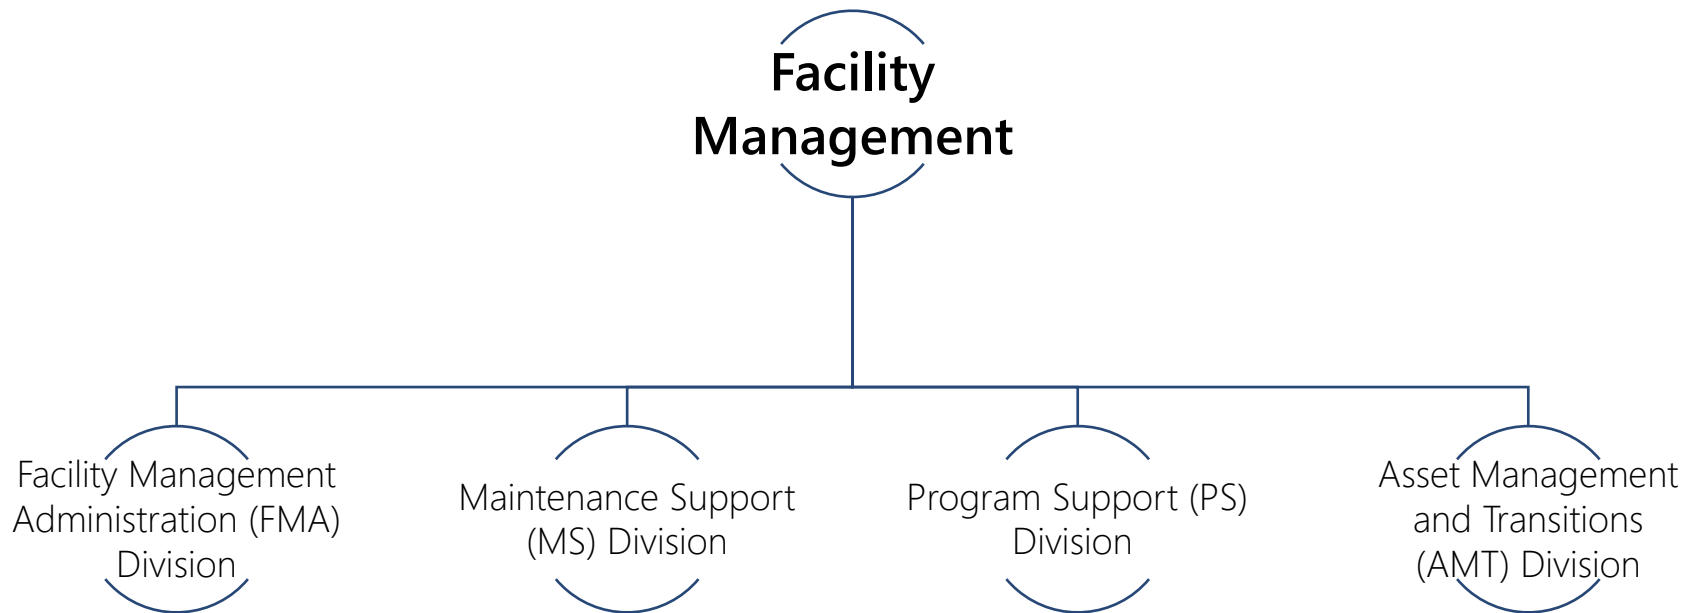 Facility
Management
Facility Management
Administration (FMA)
Division
Maintenance Support
(MS) Division
Program Support (PS)
Division
Asset Management
and Transitions
(AMT) Division